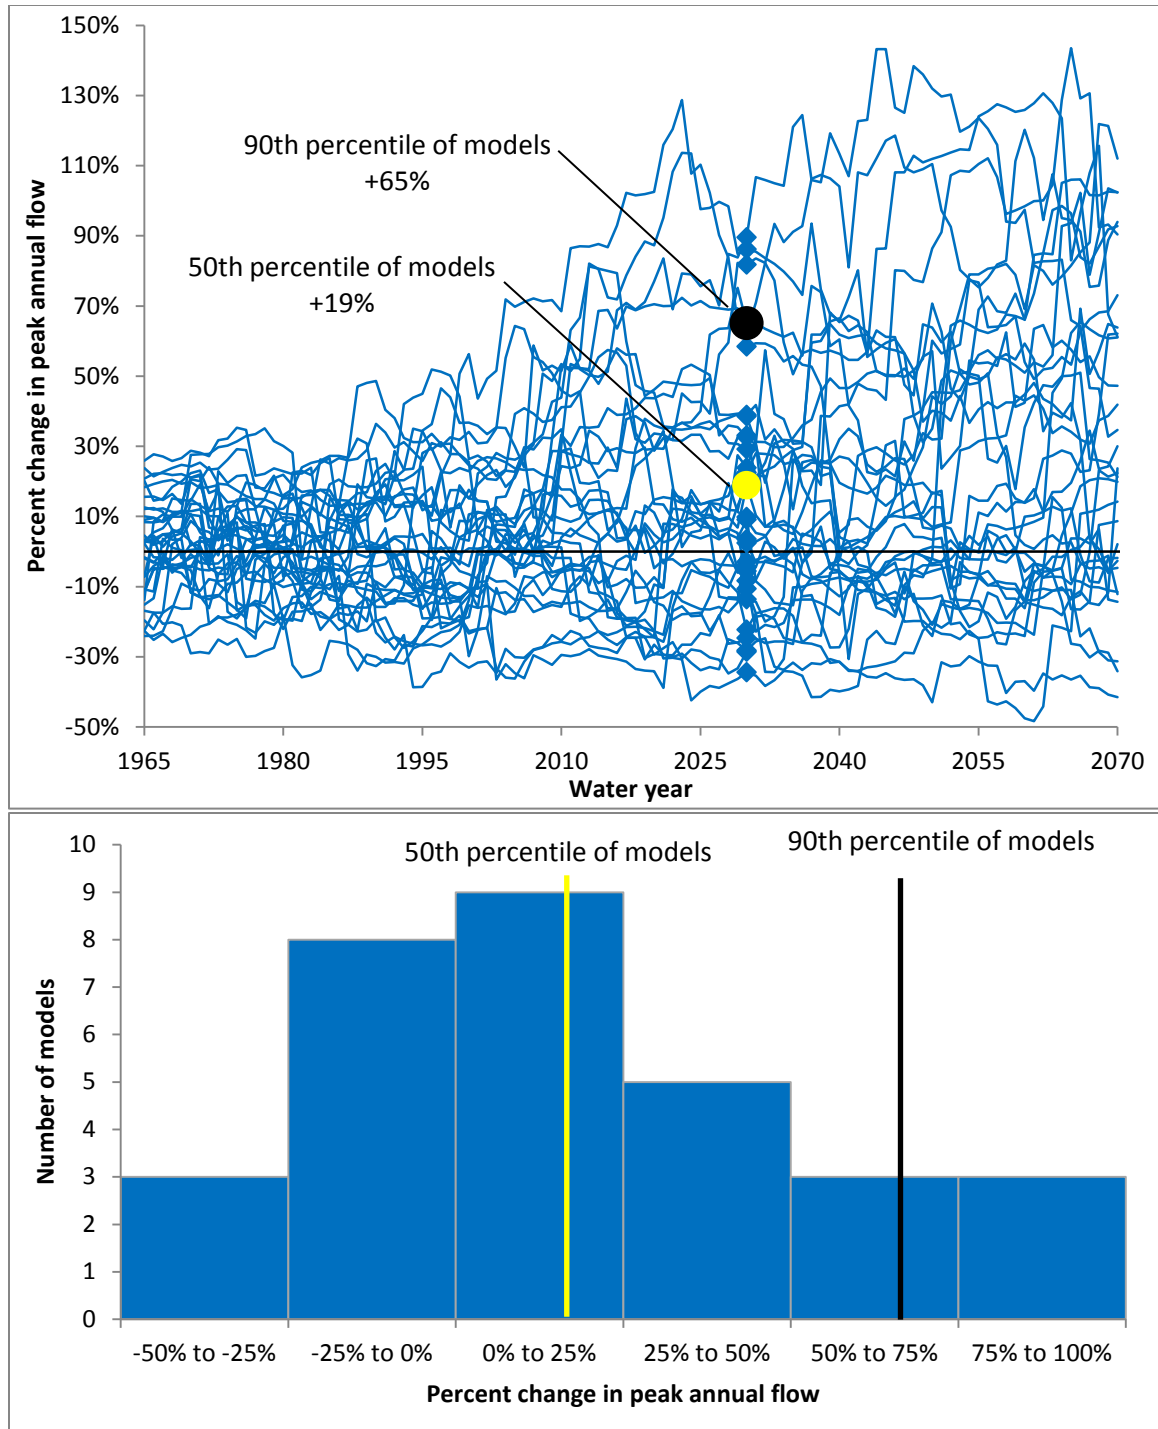 150%
130%
110%
90%
70%
50%
30%
10%
-10%
-30%
-50%
Percent change in peak annual flow
90th percentile of models
+65%
50th percentile of models
+19%
1965 1980 1995 2010 2025 2040 2055 2070
Water year
10
9
8
7
6
5
4
3
2
1
0
Number of models
50th percentile of models
90th percentile of models
-50% to -25% -25% to 0% 0% to 25% 25% to 50% 50% to 75% 75% to 100%
Percent change in peak annual flow